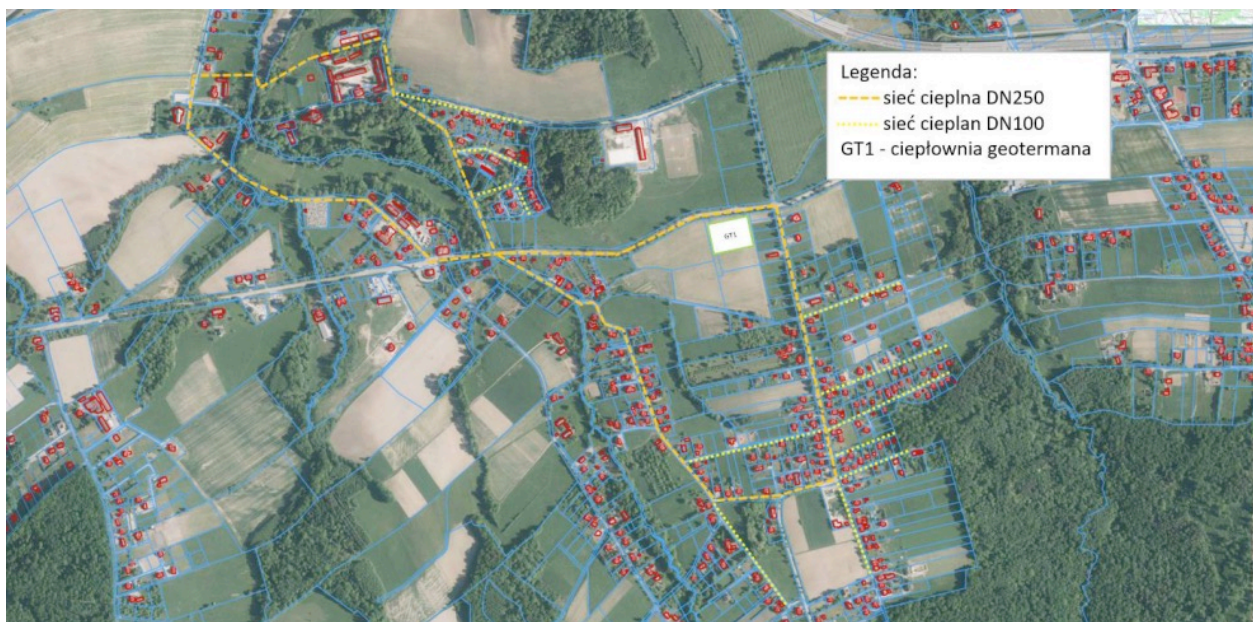 Legenda:
sieć cieplna DN250
sieć cieplan DN100
GT1 - ciepłownia geotermana
GT1